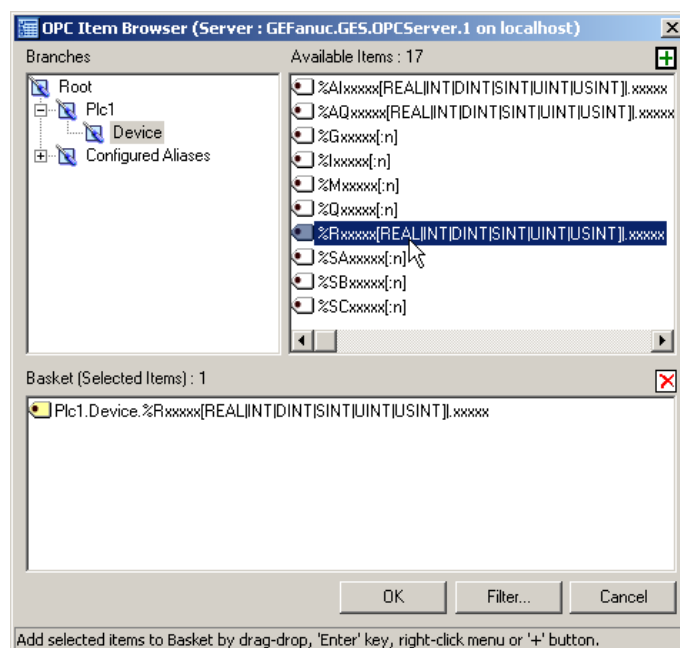 OPC Item Browser (Server : GEFanuc.GES.OPCServer.1 on localhost)
Branches
Available Items : 17
Root
Plc1
Device
Configured Aliases
%AIxxxxx[REAL|INT|DINT|SINT|UINT|USINT]|.xxxxx
%AQxxxxx[REAL|INT|DINT|SINT|UINT|USINT]|.xxxxx
%Gxxxxx[:n]
%Ixxxxx[:n]
%Mxxxxx[:n]
%Qxxxxx[:n]
%Rxxxxx[REAL|INT|DINT|SINT|UINT|USINT]|.xxxxx
%SAxxxxx[:n]
%SBxxxxx[:n]
%SCxxxxx[:n]
Basket (Selected Items) : 1
Plc1.Device.%Rxxxxx[REAL|INT|DINT|SINT|UINT|USINT]|.xxxxx
OK
Filter...
Cancel
Add selected items to Basket by drag-drop, 'Enter' key, right-click menu or '+' button.